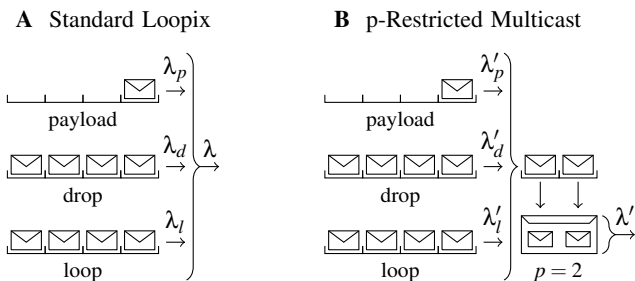 A Standard Loopix
B p-Restricted Multicast
λp
payload
λd
λ
drop
λl
loop
λ′p
payload
λ′d
drop
λ′l
λ′
loop
p = 2